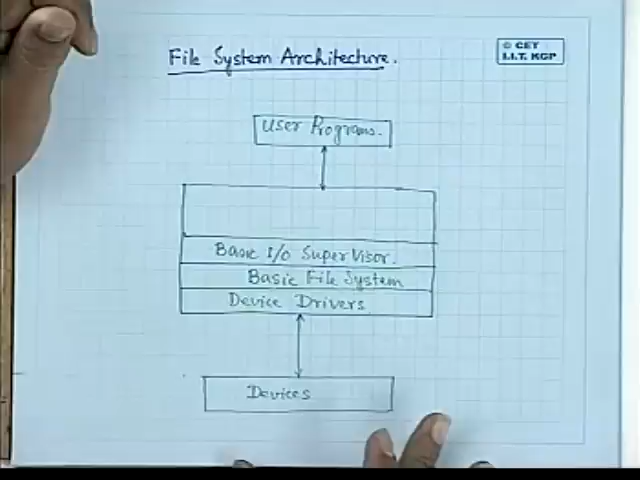 File System Architecture.
© CET
I.I.T. KGP
User Programs.
Basic I/O Supervisor.
Basic File System
Device Drivers
Devices